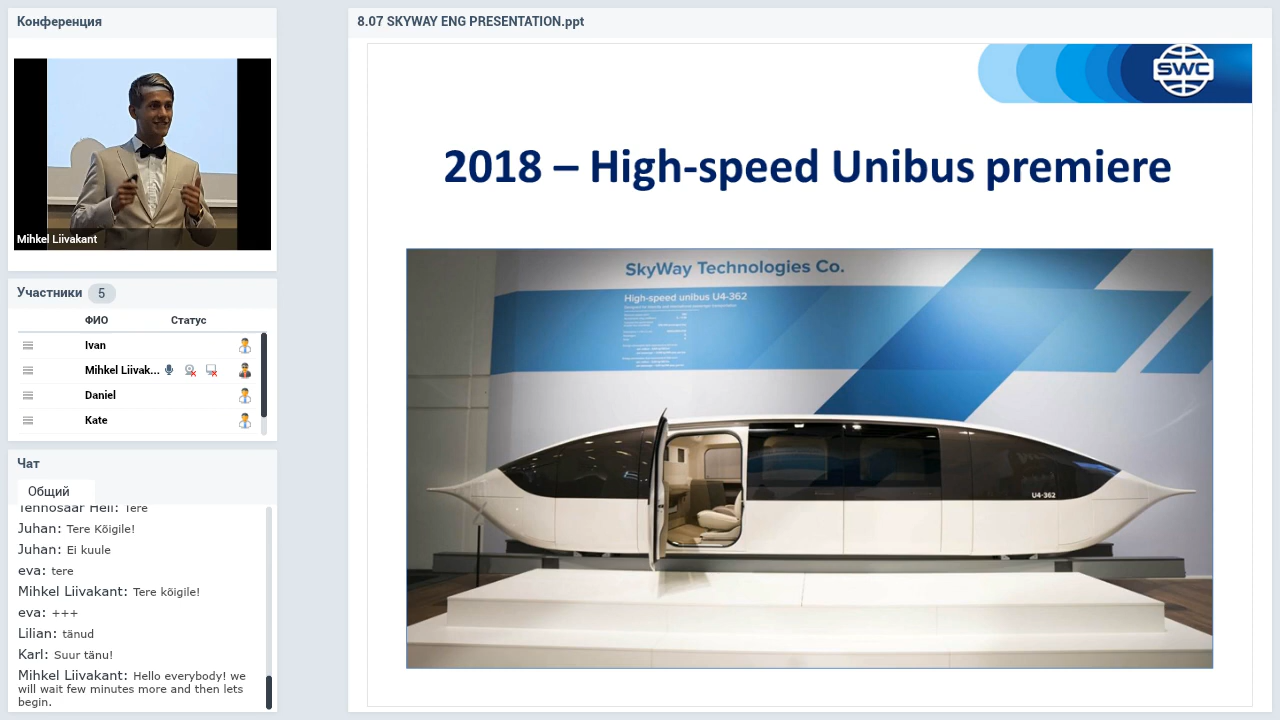 Конференция
Mihkel Liivakant
Участники 5
ФИО Статус
Ivan
Mihkel Liivak...
Daniel
Kate
Чат
Общий
Tennosaar Heli: Tere
Juhan: Tere Kõigile!
Juhan: Ei kuule
eva: tere
Mihkel Liivakant: Tere kõigile!
eva: +++
Lilian: tänud
Karl: Suur tänu!
Mihkel Liivakant: Hello everybody! we
will wait few minutes more and then lets
begin.
8.07 SKYWAY ENG PRESENTATION.ppt
SWC
2018 – High-speed Unibus premiere
SkyWay Technologies Co.
High-speed unibus U4-362
U4-362